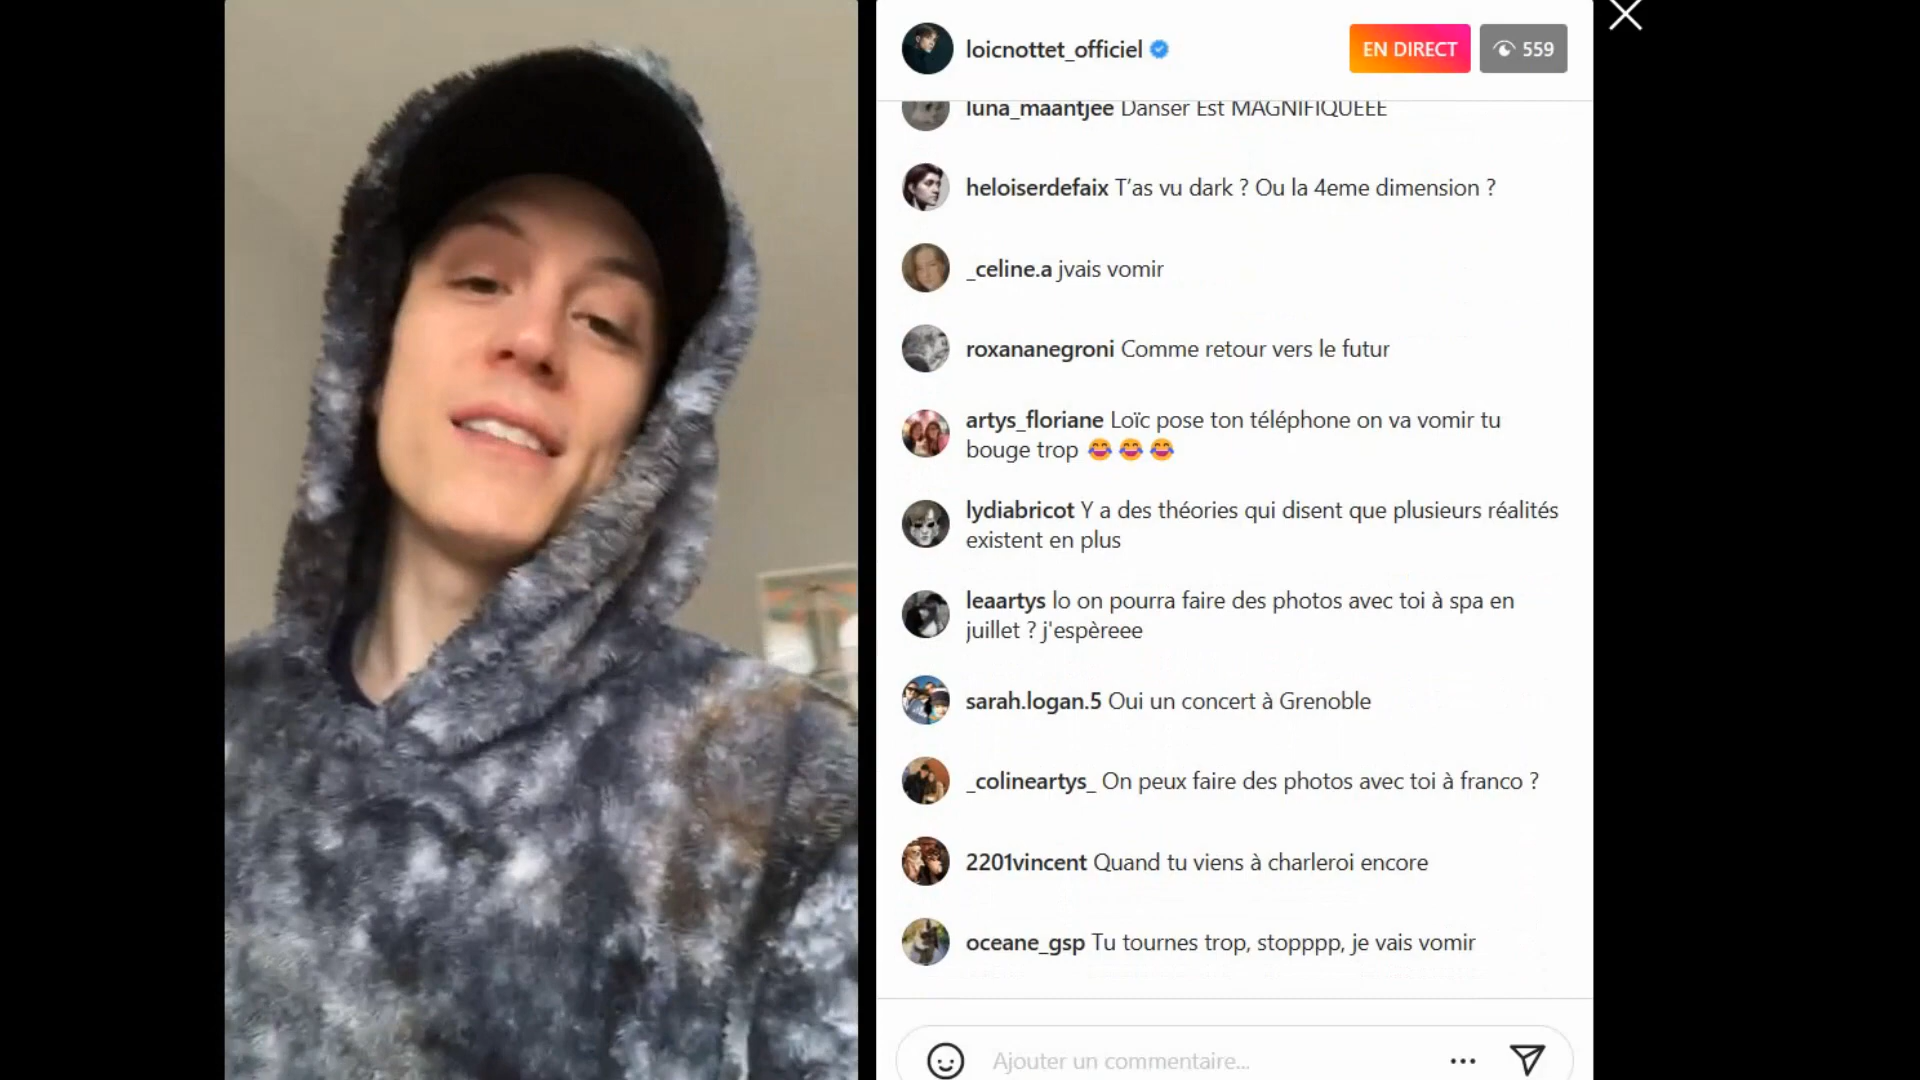 loicnottet_officiel
EN DIRECT
559
luna_maantjee Danser Est MAGNIFIQUEEE
heloiserdefaix T’as vu dark ? Ou la 4eme dimension ?
_celine.a jvais vomir
roxananegroni Comme retour vers le futur
artys_floriane Loïc pose ton téléphone on va vomir tu
bouge trop 😂 😂 😂
lydiabricot Y a des théories qui disent que plusieurs réalités
existent en plus
leaartys lo on pourra faire des photos avec toi à spa en
juillet ? j'espèreee
sarah.logan.5 Oui un concert à Grenoble
_colineartys_ On peux faire des photos avec toi à franco ?
2201vincent Quand tu viens à charleroi encore
oceane_gsp Tu tournes trop, stopppp, je vais vomir
Ajouter un commentaire...